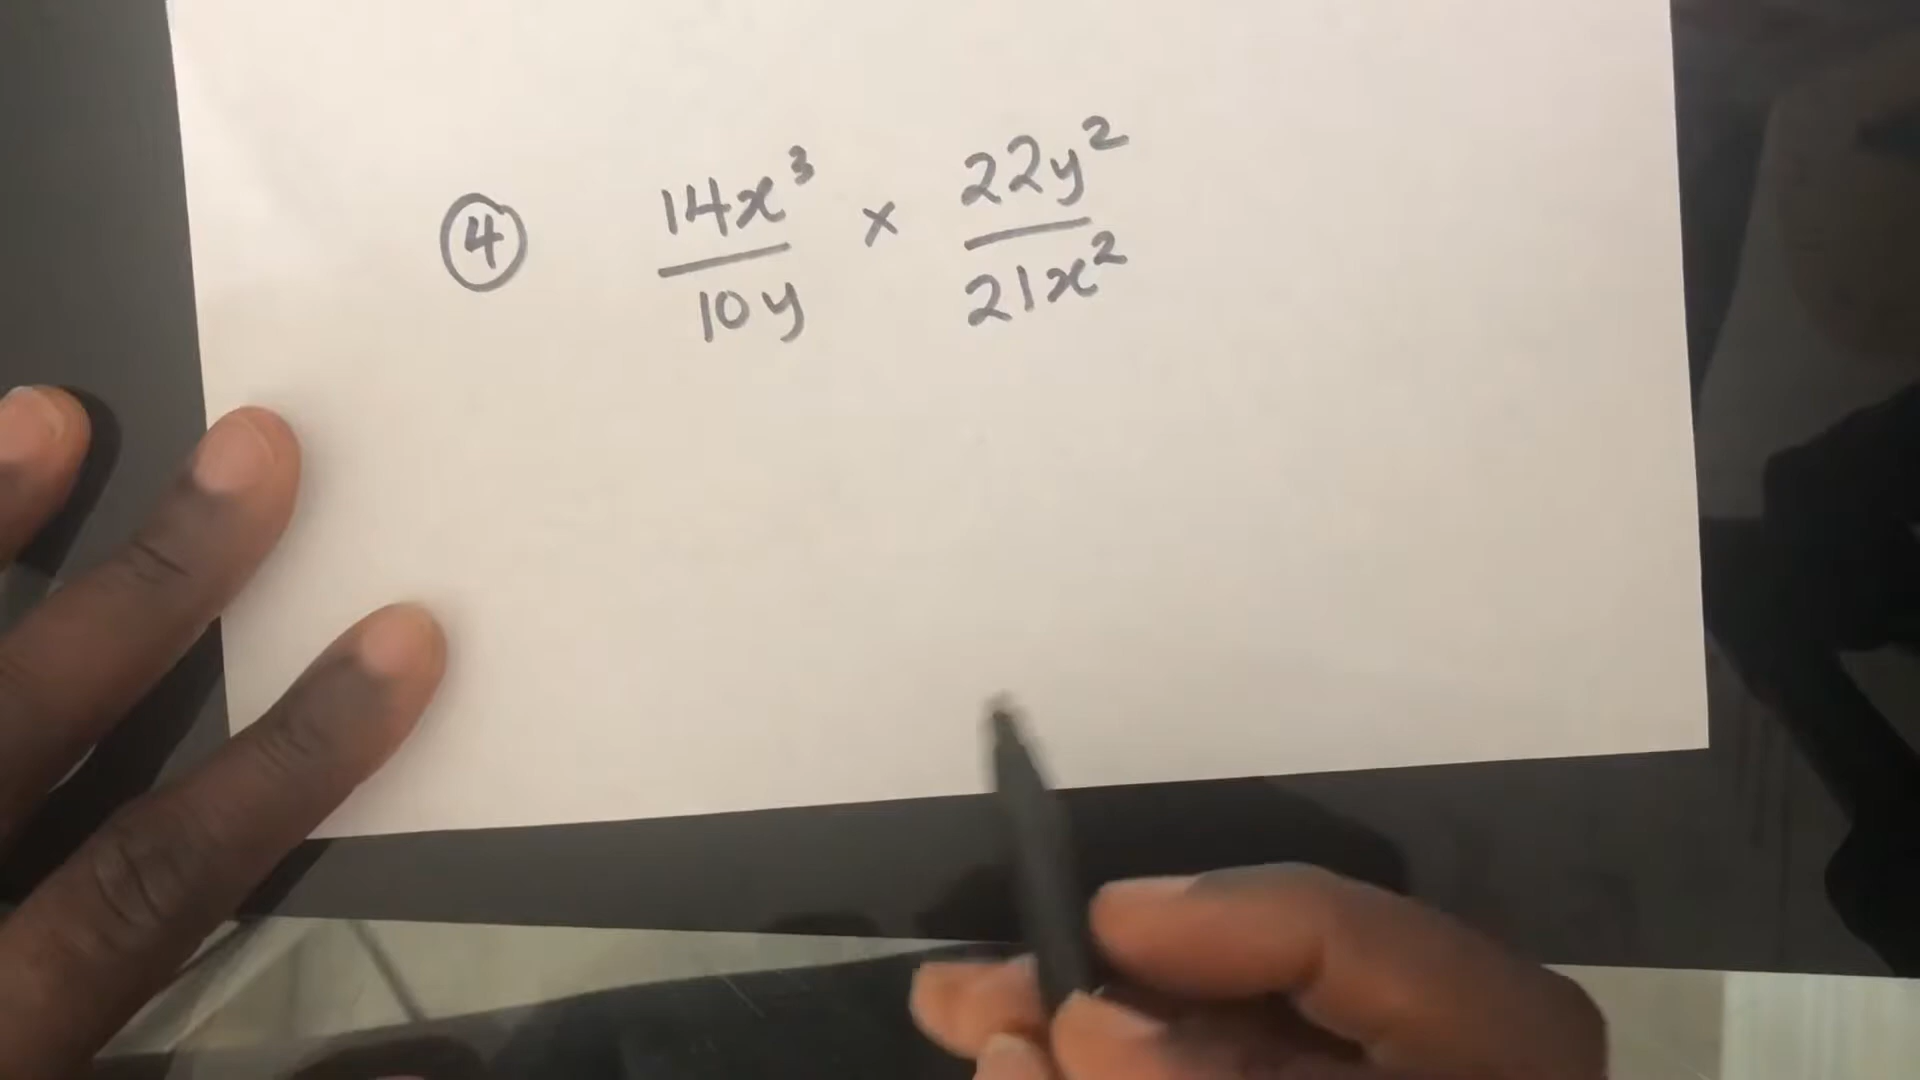 ④ 14x³/10y × 22y²/21x²